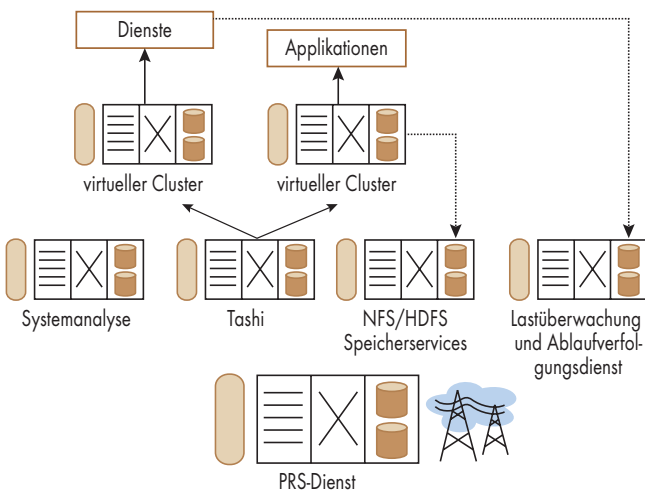 Dienste
Applikationen
virtueller Cluster
virtueller Cluster
Systemanalyse
Tashi
NFS/HDFS
Speicherservices
Lastüberwachung
und Ablaufverfol-
gungsdienst
PRS-Dienst